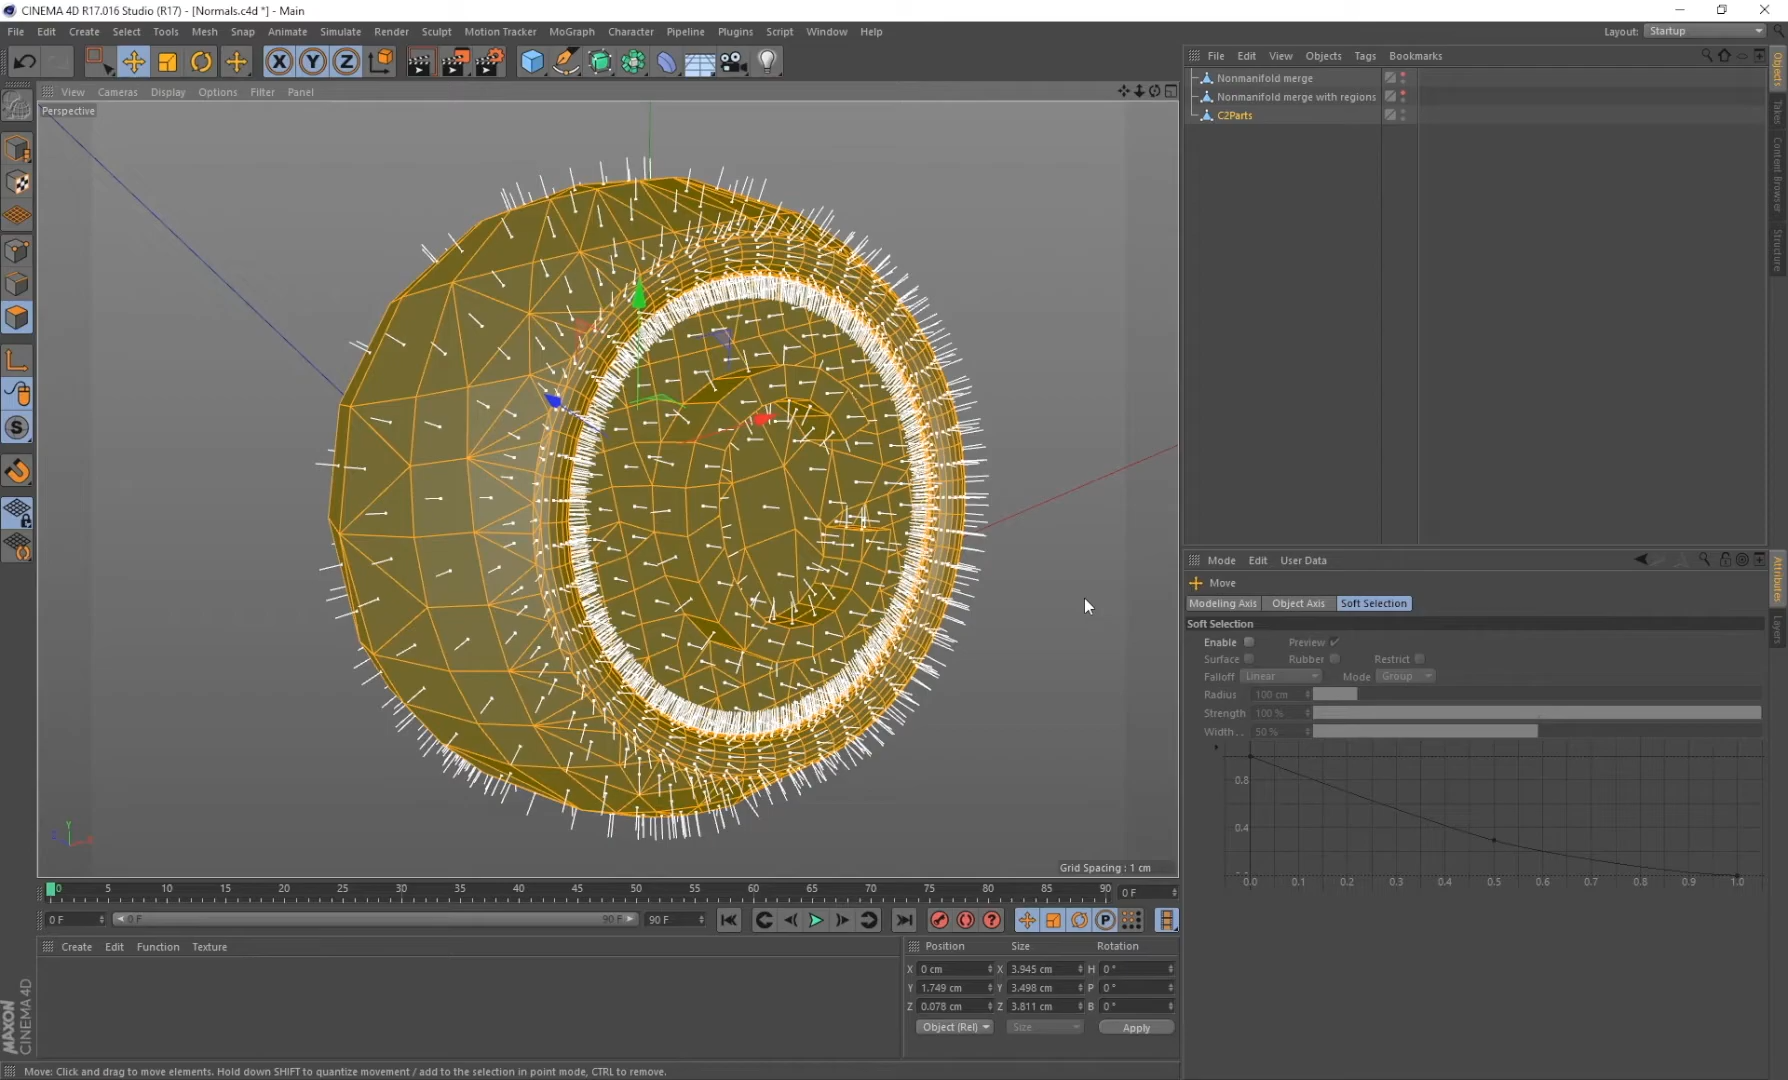 CINEMA 4D R17.016 Studio (R17) - [Normals.c4d *] - Main
File Edit Create Select Tools Mesh Snap Animate Simulate Render Sculpt Motion Tracker MoGraph Character Pipeline Plugins Script Window Help
Layout: Startup
X Y Z
File Edit View Objects Tags Bookmarks
Nonmanifold merge
Nonmanifold merge with regions
C2Parts
Objects
Takes
Content Browser
Structure
View Cameras Display Options Filter Panel
Perspective
Grid Spacing : 1 cm
Mode Edit User Data
Move
Modeling Axis Object Axis Soft Selection
Soft Selection
Enable Preview
Surface Rubber Restrict
Falloff Linear Mode Group
Radius 100 cm
Strength 100 %
Width. . 50 %
0.8
0.4
0.0 0.1 0.2 0.3 0.4 0.5 0.6 0.7 0.8 0.9 1.0
Attributes
Layers
0 5 10 15 20 25 30 35 40 45 50 55 60 65 70 75 80 85 90 0 F
0 F 0 F 90 F 90 F
Create Edit Function Texture
Position Size Rotation
X 0 cm X 3.945 cm H 0 °
Y 1.749 cm Y 3.498 cm P 0 °
Z 0.078 cm Z 3.811 cm B 0 °
Object (Rel) Size Apply
MAXON
CINEMA 4D
Move: Click and drag to move elements. Hold down SHIFT to quantize movement / add to the selection in point mode, CTRL to remove.